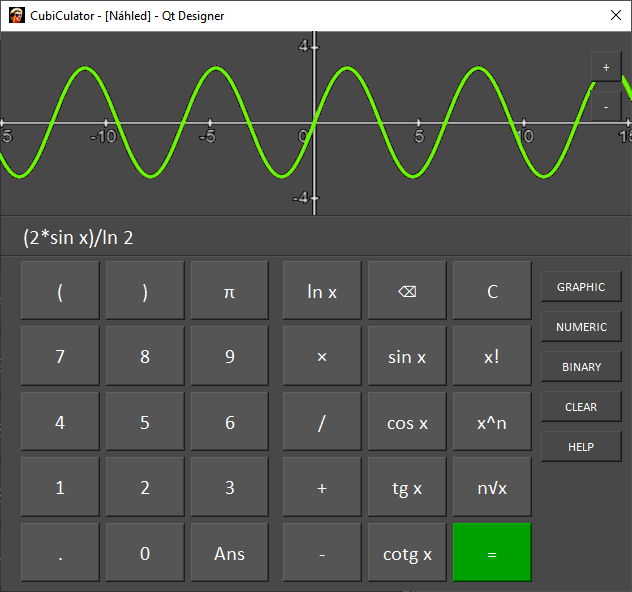 CubiCulator - [Náhled] - Qt Designer
4
+
-
5 -10 -5 0 5 10 15
-4
(2*sin x)/ln 2
( ) π ln x ⌫ C GRAPHIC
7 8 9 × sin x x! NUMERIC
BINARY
4 5 6 / cos x x^n CLEAR
HELP
1 2 3 + tg x n√x
. 0 Ans - cotg x =